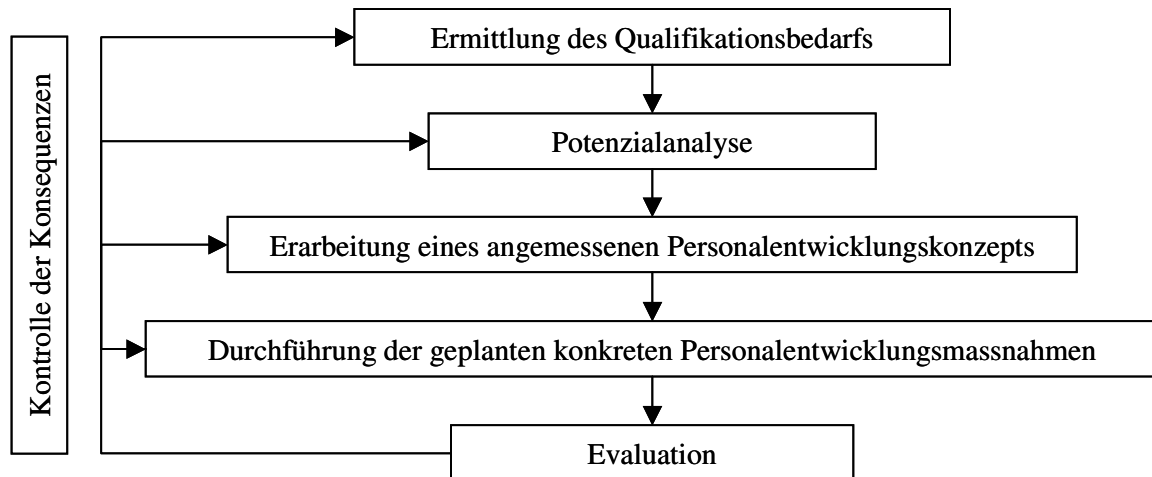 Kontrolle der Konsequenzen
Ermittlung des Qualifikationsbedarfs
Potenzialanalyse
Erarbeitung eines angemessenen Personalentwicklungskonzepts
Durchführung der geplanten konkreten Personalentwicklungsmassnahmen
Evaluation